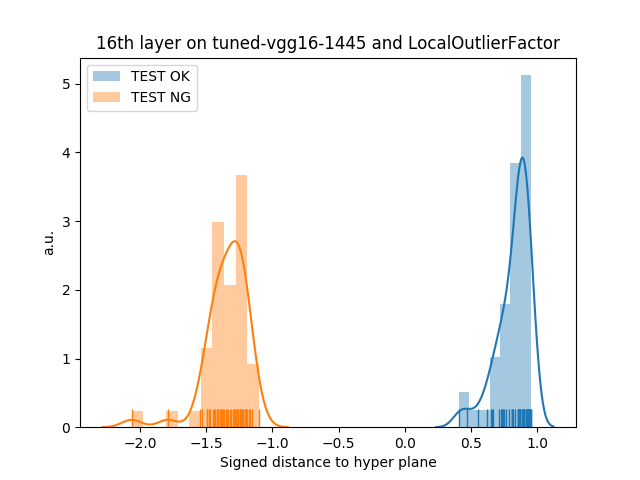 16th layer on tuned-vgg16-1445 and LocalOutlierFactor
TEST OK
TEST NG
5
4
3
2
1
0
a.u.
−2.0 −1.5 −1.0 −0.5 0.0 0.5 1.0
Signed distance to hyper plane